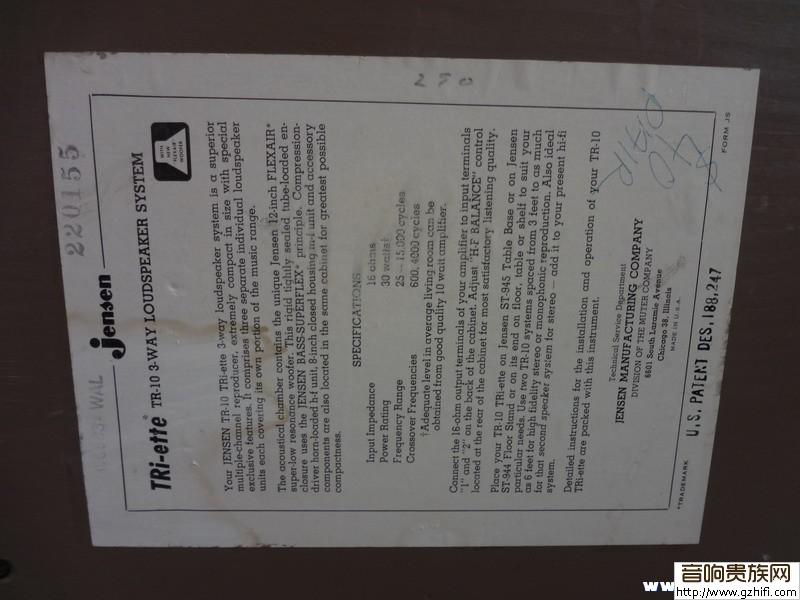 220155
WAL
Jensen
TRi-ette* TR-10 3-WAY LOUDSPEAKER SYSTEM
WITH NEW FLEXAIR* WOOFER
Your JENSEN TR-10 TRi-ette 3-way loudspeaker system is a superior
multiple-channel reproducer, extremely compact in size with special
exclusive features. It comprises three separate individual loudspeaker
units each covering its own portion of the music range.
The acoustical chamber contains the unique Jensen 12-inch FLEXAIR*
super-low resonance woofer. This rigid tightly sealed tube-loaded en-
closure uses the JENSEN BASS-SUPERFLEX* principle. Compression-
driver horn-loaded h-f unit, 8-inch closed housing m-f unit and accessory
components are also located in the same cabinet for greatest possible
compactness.
SPECIFICATIONS
Input Impedance 16 ohms
Power Rating 30 watts†
Frequency Range 25 — 15,000 cycles
Crossover Frequencies 600, 4000 cycles
†Adequate level in average living room can be
obtained from good quality 10 watt amplifier.
Connect the 16-ohm output terminals of your amplifier to input terminals
"1" and "2" on the back of the cabinet. Adjust "H-F BALANCE" control
located at the rear of the cabinet for most satisfactory listening quality.
Place your TR-10 TRi-ette on Jensen ST-945 Table Base or on Jensen
ST-944 Floor Stand or on its end on floor, table or shelf to suit your
particular needs. Use two TR-10 systems spaced from 3 feet to as much
as 6 feet for high fidelity stereo or monophonic reproduction. Also ideal
for that second speaker system for stereo — add it to your present hi-fi
system.
Detailed instructions for the installation and operation of your TR-10
TRi-ette are packed with this instrument.
Technical Service Department
JENSEN MANUFACTURING COMPANY
DIVISION OF THE MUTER COMPANY
6601 South Laramie Avenue
Chicago 38, Illinois
MADE IN U.S.A.
*TRADEMARK
U.S. PATENT DES. 188,247
FORM JS
250
音响贵族网
http://www.gzhifi.com